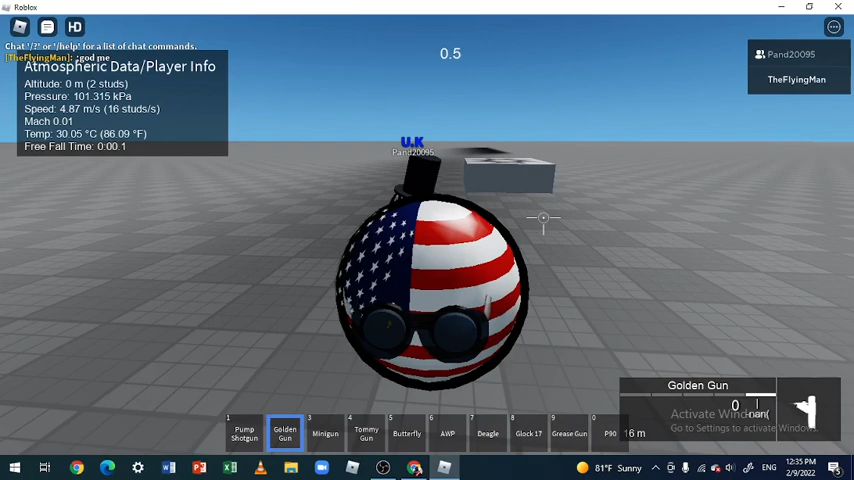 Roblox
HD
Chat '/?' or '/help' for a list of chat commands.
[TheFlyingMan]: ;god me
Atmospheric Data/Player Info
Altitude: 0 m (2 studs)
Pressure: 101.315 kPa
Speed: 4.87 m/s (16 studs/s)
Mach 0.01
Temp: 30.05 °C (86.09 °F)
Free Fall Time: 0:00.1
0.5
Pand20095
TheFlyingMan
U.K
Pand20095
Golden Gun
0 |
-nan(
Activate Windows
Go to Settings to activate Windows.
16 m
1 2 3 4 5 6 7 8 9 0
Pump Shotgun
Golden Gun
Minigun
Tommy Gun
Butterfly
AWP
Deagle
Glock 17
Grease Gun
P90
81°F Sunny
ENG
12:35 PM
2/9/2022
5